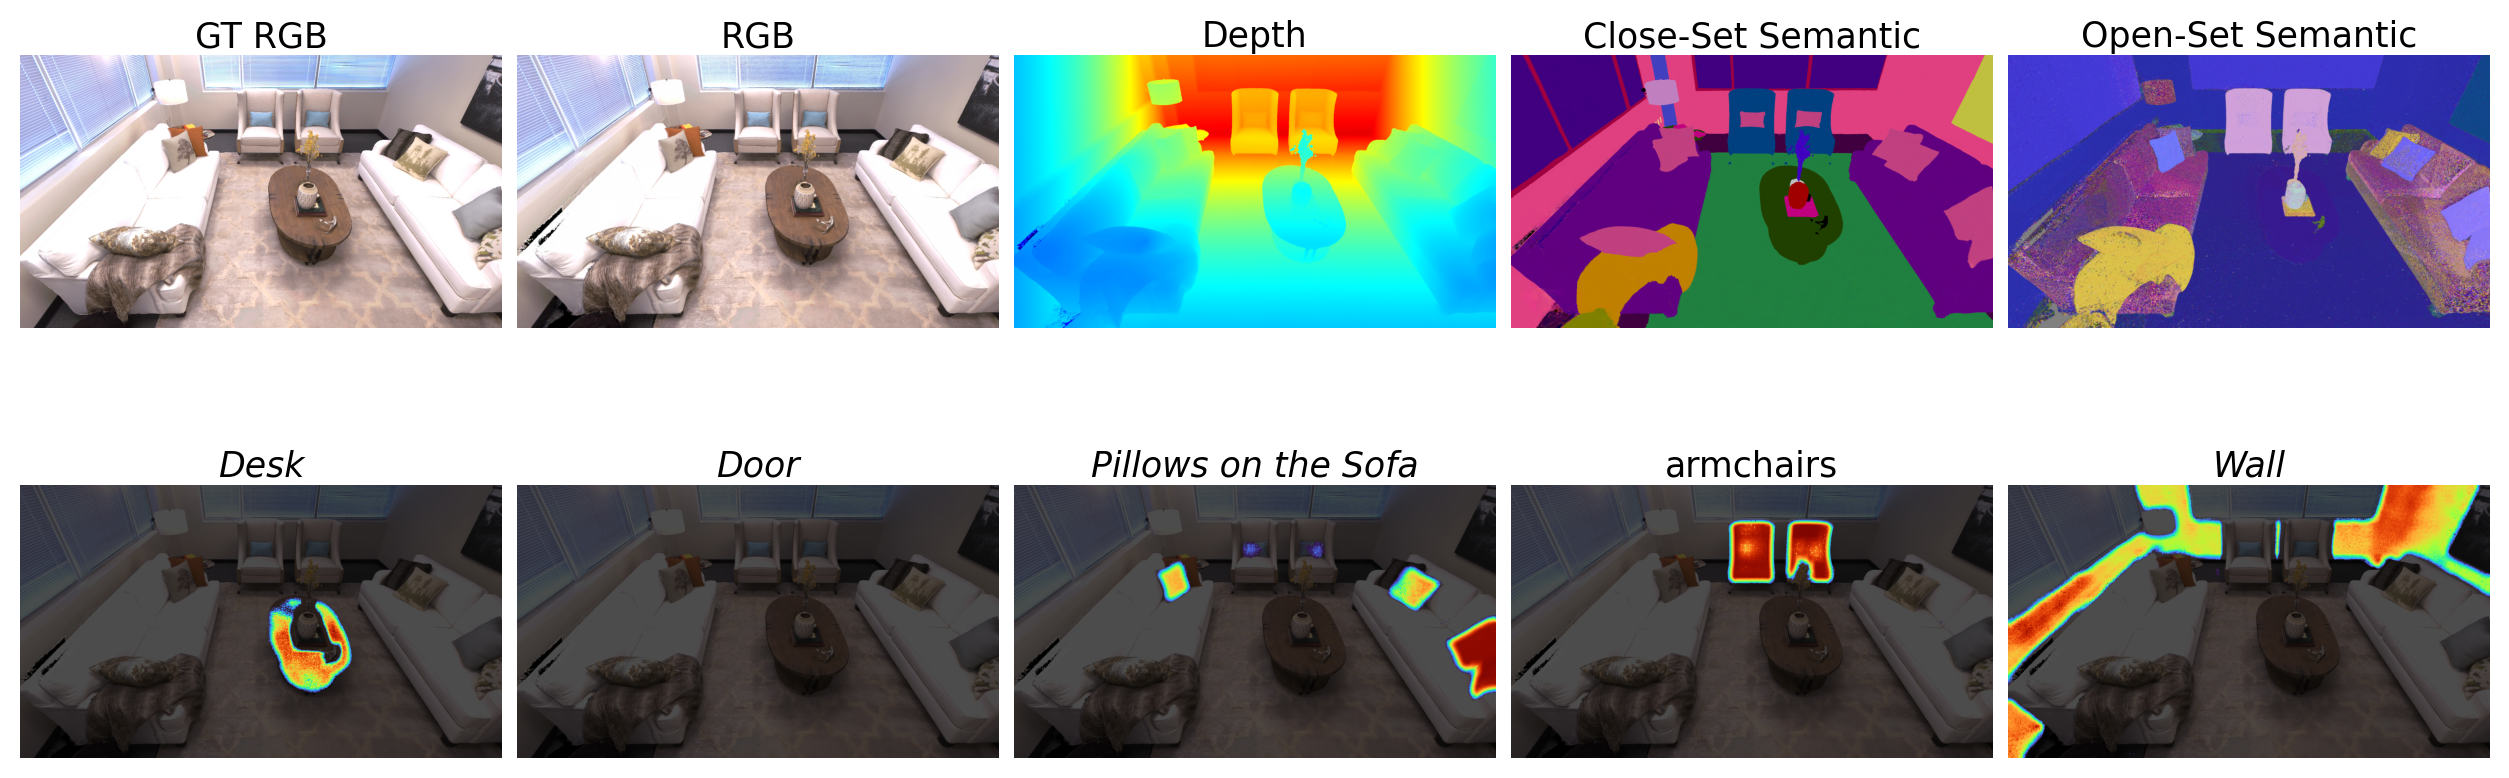 GT RGB
RGB
Depth
Close-Set Semantic
Open-Set Semantic
Desk
Door
Pillows on the Sofa
armchairs
Wall